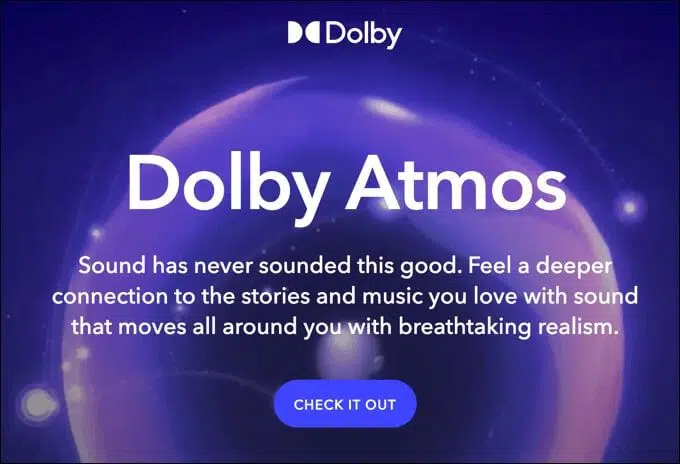 Dolby
Dolby Atmos
Sound has never sounded this good. Feel a deeper
connection to the stories and music you love with sound
that moves all around you with breathtaking realism.
CHECK IT OUT